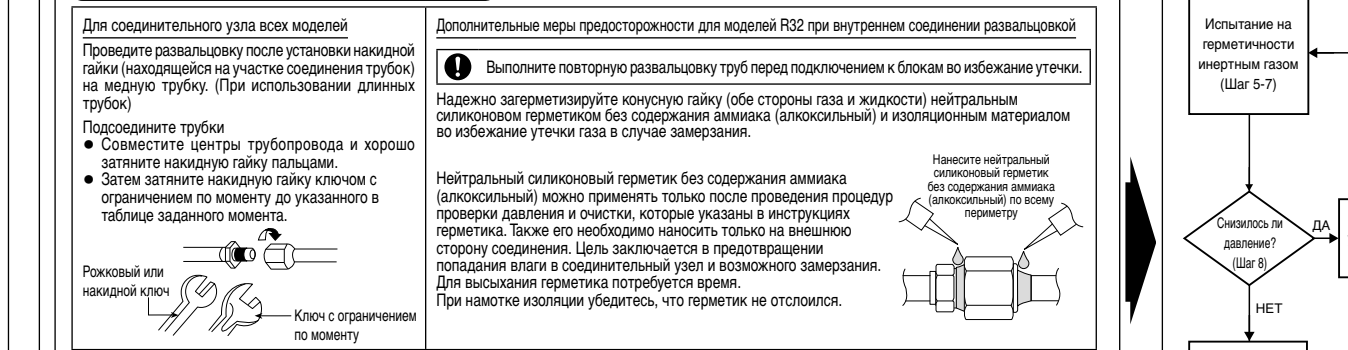 Для соединительного узла всех моделей
Проведите развальцовку после установки накидной
гайки (находящейся на участке соединения трубок)
на медную трубку. (При использовании длинных
трубок)
Подсоедините трубки
● Совместите центры трубопровода и хорошо
затяните накидную гайку пальцами.
● Затем затяните накидную гайку ключом с
ограничением по моменту до указанного в
таблице заданного момента.
Рожковый или
накидной ключ
Ключ с ограничением
по моменту
Дополнительные меры предосторожности для моделей R32 при внутреннем соединении развальцовкой
Выполните повторную развальцовку труб перед подключением к блокам во избежание утечки.
Надежно загерметизируйте конусную гайку (обе стороны газа и жидкости) нейтральным
силиконовом герметиком без содержания аммиака (алкоксильный) и изоляционным материалом
во избежание утечки газа в случае замерзания.
Нейтральный силиконовый герметик без содержания аммиака
(алкоксильный) можно применять только после проведения процедур
проверки давления и очистки, которые указаны в инструкциях
герметика. Также его необходимо наносить только на внешнюю
сторону соединения. Цель заключается в предотвращении
попадания влаги в соединительный узел и возможного замерзания.
Для высыхания герметика потребуется время.
При намотке изоляции убедитесь, что герметик не отслоился.
Нанесите нейтральный
силиконовый герметик
без содержания аммиака
(алкоксильный) по всему
периметру
Испытание на
герметичности
инертным газом
(Шаг 5-7)
Снизилось ли
давление?
(Шаг 8)
ДА
НЕТ